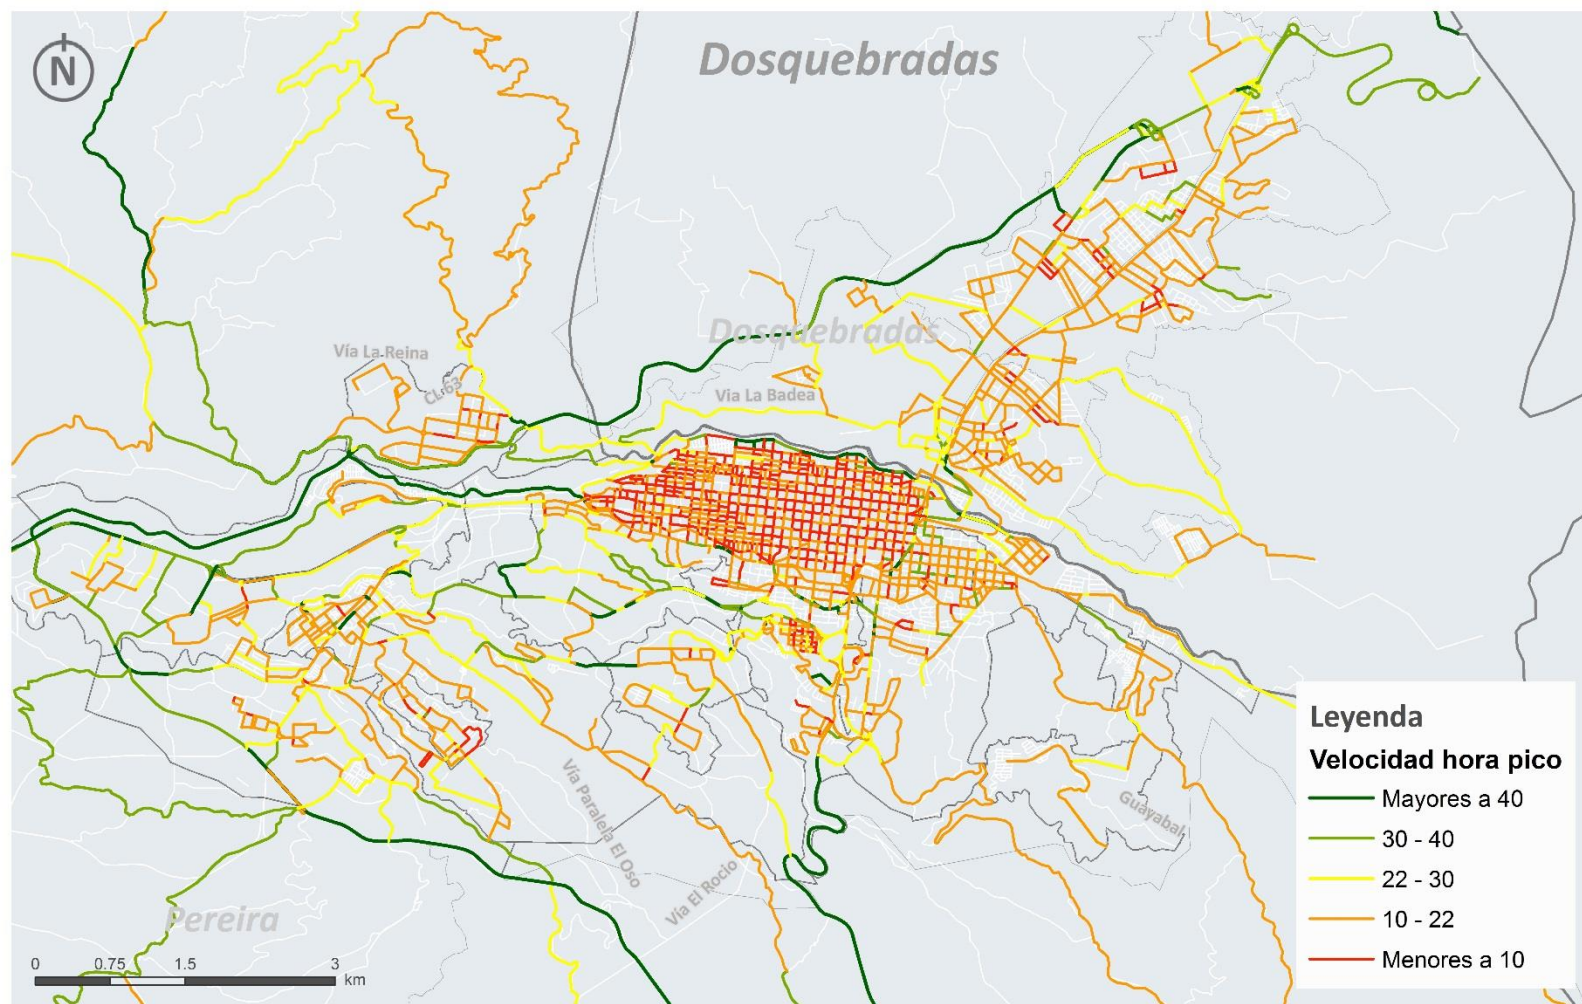 N
Dosquebradas
Dosquebradas
Vía La Reina
CL 63
Via La Badea
Vía Paralela El Oso
Vía El Rocio
Guayabal
Pereira
0 0.75 1.5 3
km
Leyenda
Velocidad hora pico
Mayores a 40
30 - 40
22 - 30
10 - 22
Menores a 10